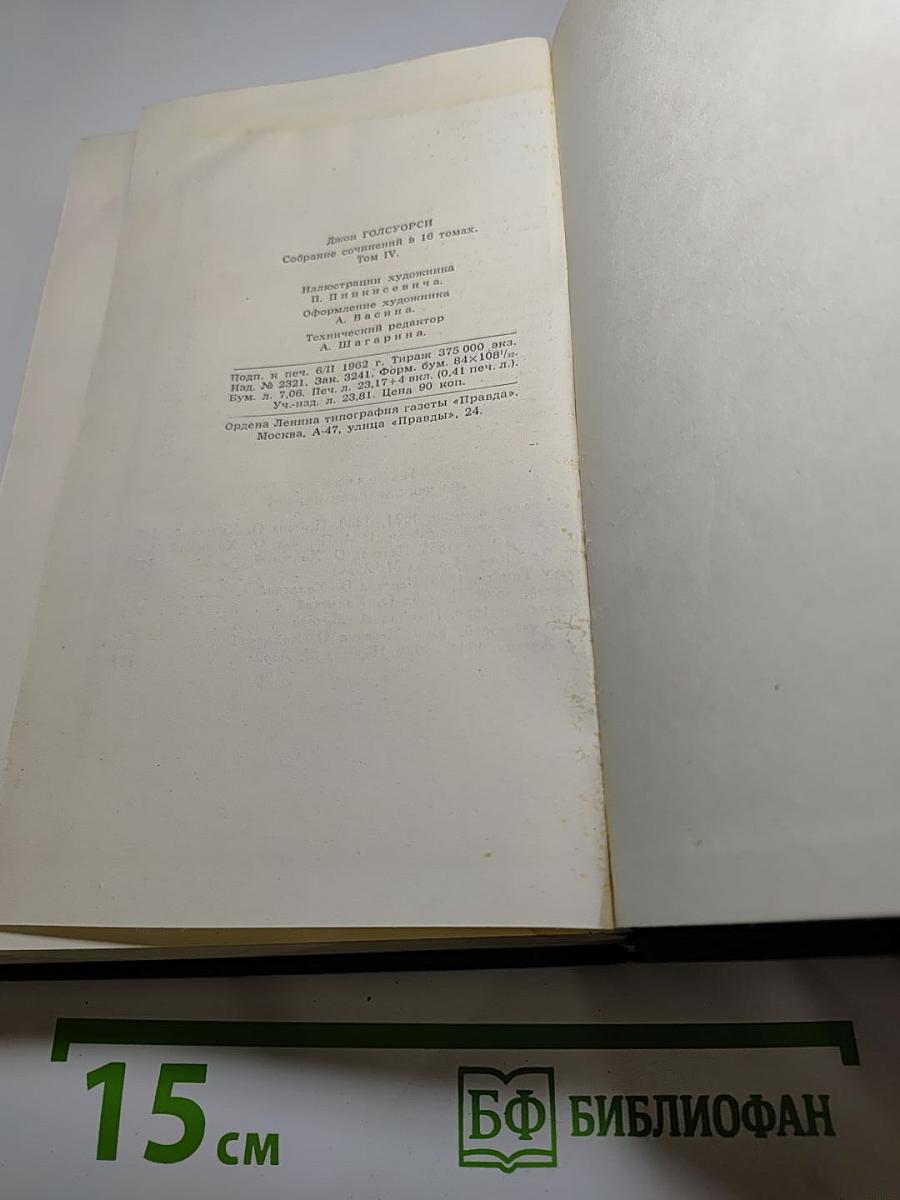 Джон ГОЛСУОРСИ
Собрание сочинений в 16 томах.
Том IV.
Иллюстрации художника
П. Пинкисевича.
Оформление художника
А. Васина.
Технический редактор
А. Шагарина.
Подп. к печ. 6/II 1962 г. Тираж 375 000 экз.
Изд. № 2321. Зак. 3241. Форм. бум. 84×108¹/₃₂.
Бум. л. 7,06. Печ. л. 23,17+4 вкл. (0,41 печ. л.).
Уч.-изд. л. 23,81. Цена 90 коп.
Ордена Ленина типография газеты «Правда».
Москва, А-47, улица «Правды», 24.
15 см
БФ БИБЛИОФАН